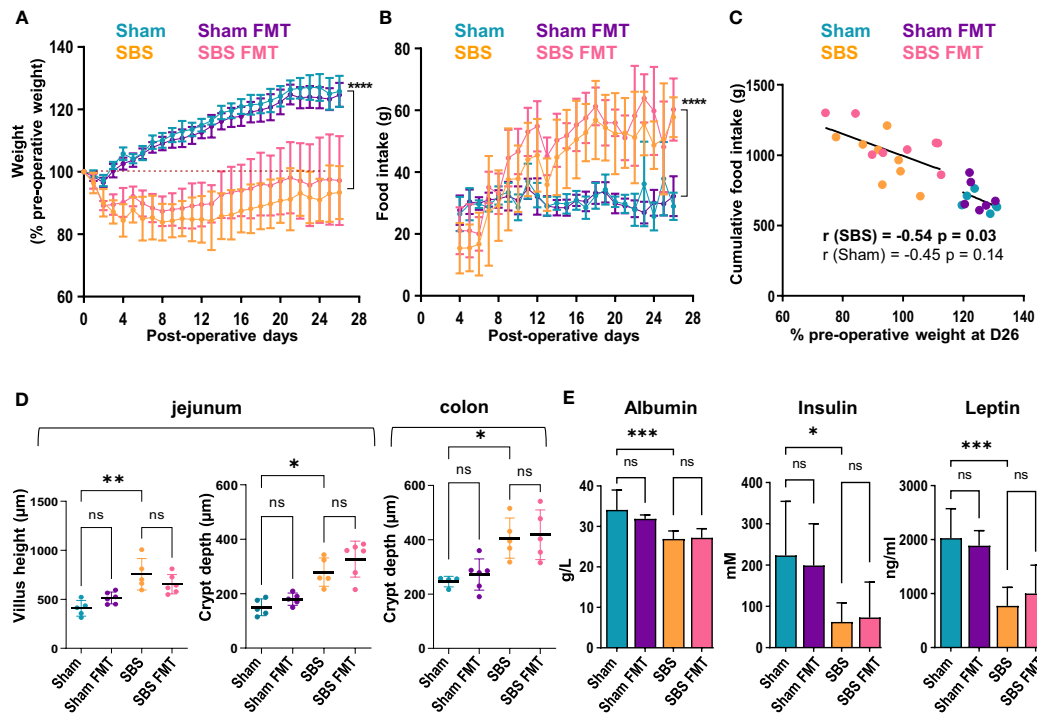 A
Sham Sham FMT
SBS SBS FMT
Weight
(% pre-operative weight)
140
120
100
80
60
0 4 8 12 16 20 24 28
Post-operative days
****
B
Sham Sham FMT
SBS SBS FMT
Food intake (g)
80
60
40
20
0
0 4 8 12 16 20 24 28
Post-operative days
****
C
Sham Sham FMT
SBS SBS FMT
Cumulative food intake (g)
1500
1000
500
0
r (SBS) = -0.54 p = 0.03
r (Sham) = -0.45 p = 0.14
60 80 100 120 140
% pre-operative weight at D26
D
jejunum
colon
Villus height (µm)
1500
1000
500
0
**
ns
ns
Sham
Sham FMT
SBS
SBS FMT
Crypt depth (µm)
600
400
200
0
*
ns
ns
Sham
Sham FMT
SBS
SBS FMT
Crypt depth (µm)
600
400
200
0
*
ns
ns
Sham
Sham FMT
SBS
SBS FMT
E
Albumin
g/L
40
30
20
10
0
***
ns
ns
Sham
Sham FMT
SBS
SBS FMT
Insulin
mM
400
300
200
100
0
*
ns
ns
Sham
Sham FMT
SBS
SBS FMT
Leptin
ng/ml
3000
2000
1000
0
***
ns
ns
Sham
Sham FMT
SBS
SBS FMT